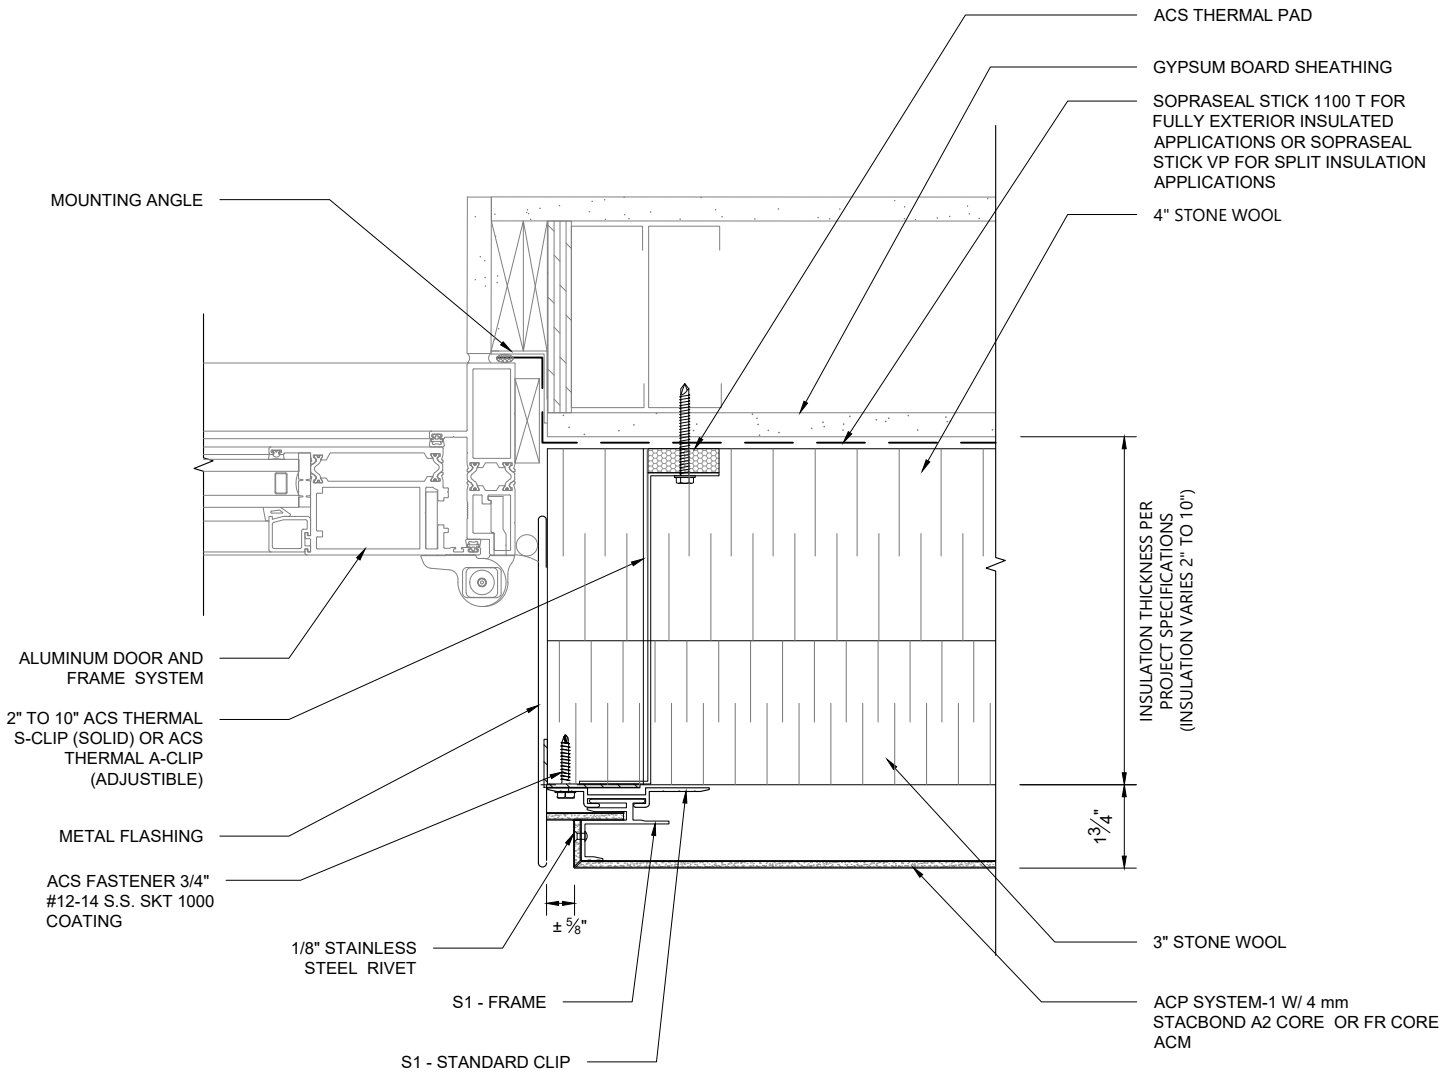 ACS THERMAL PAD
GYPSUM BOARD SHEATHING
SOPRASEAL STICK 1100 T FOR
FULLY EXTERIOR INSULATED
APPLICATIONS OR SOPRASEAL
STICK VP FOR SPLIT INSULATION
APPLICATIONS
4" STONE WOOL
MOUNTING ANGLE
INSULATION THICKNESS PER
PROJECT SPECIFICATIONS
(INSULATION VARIES 2" TO 10")
ALUMINUM DOOR AND
FRAME SYSTEM
2" TO 10" ACS THERMAL
S-CLIP (SOLID) OR ACS
THERMAL A-CLIP
(ADJUSTIBLE)
METAL FLASHING
1 3/4"
ACS FASTENER 3/4"
#12-14 S.S. SKT 1000
COATING
± 5/8"
1/8" STAINLESS
STEEL RIVET
S1 - FRAME
S1 - STANDARD CLIP
3" STONE WOOL
ACP SYSTEM-1 W/ 4 mm
STACBOND A2 CORE OR FR CORE
ACM